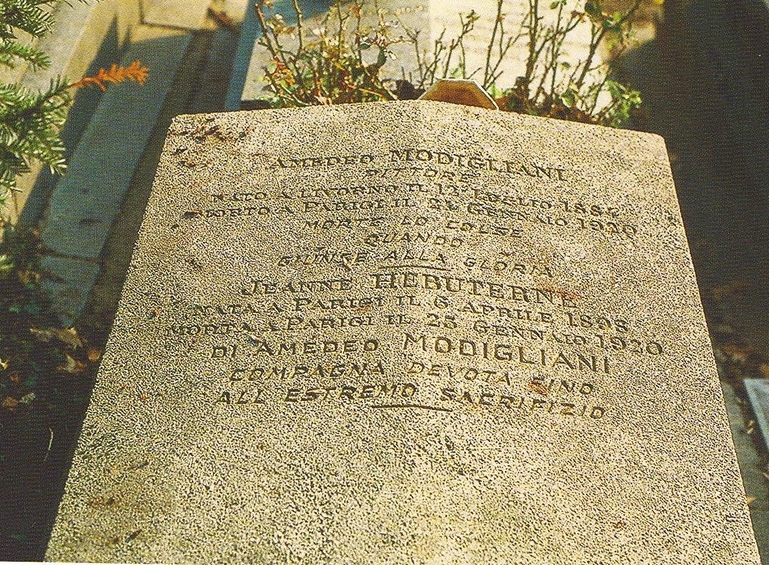 AMEDEO MODIGLIANI
PITTORE
NATO A LIVORNO IL 12 LUGLIO 1884
MORTO A PARIGI IL 24 GENNAIO 1920
MORTE LO COLSE
QUANDO
GIUNSE ALLA GLORIA
JEANNE HEBUTERNE
NATA A PARIGI IL 6 APRILE 1898
MORTA A PARIGI IL 25 GENNAIO 1920
DI AMEDEO MODIGLIANI
COMPAGNA DEVOTA FINO
ALL ESTREMO SACRIFIZIO